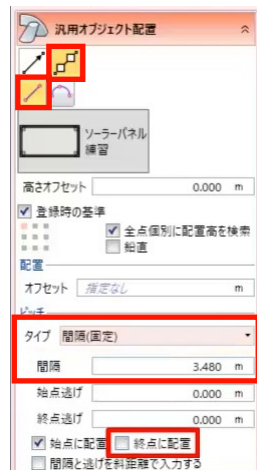 汎用オブジェクト配置
ソーラーパネル
練習
高さオフセット 0.000 m
登録時の基準
全点個別に配置高を検索
鉛直
配置
オフセット 指定なし m
ピッチ
タイプ 間隔(固定)
間隔 3.480 m
始点逃げ 0.000 m
終点逃げ 0.000 m
始点に配置 終点に配置
間隔と逃げを斜距離で入力する